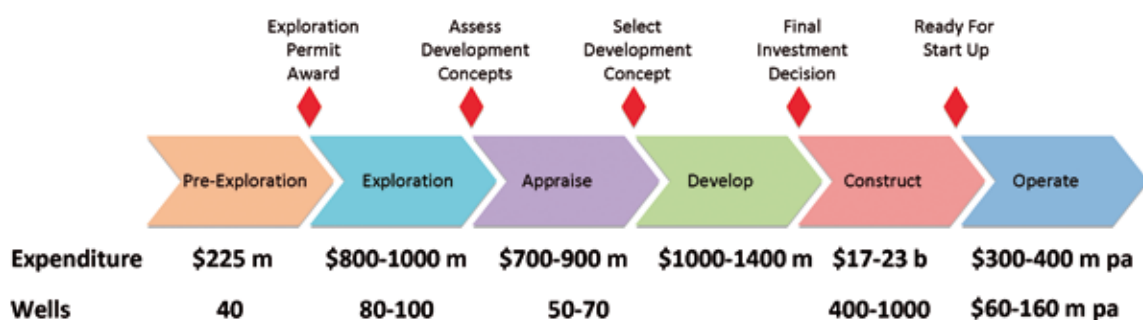 Exploration Permit Award
Assess Development Concepts
Select Development Concept
Final Investment Decision
Ready For Start Up
Pre-Exploration
Exploration
Appraise
Develop
Construct
Operate
Expenditure $225 m $800-1000 m $700-900 m $1000-1400 m $17-23 b $300-400 m pa
Wells 40 80-100 50-70 400-1000 $60-160 m pa